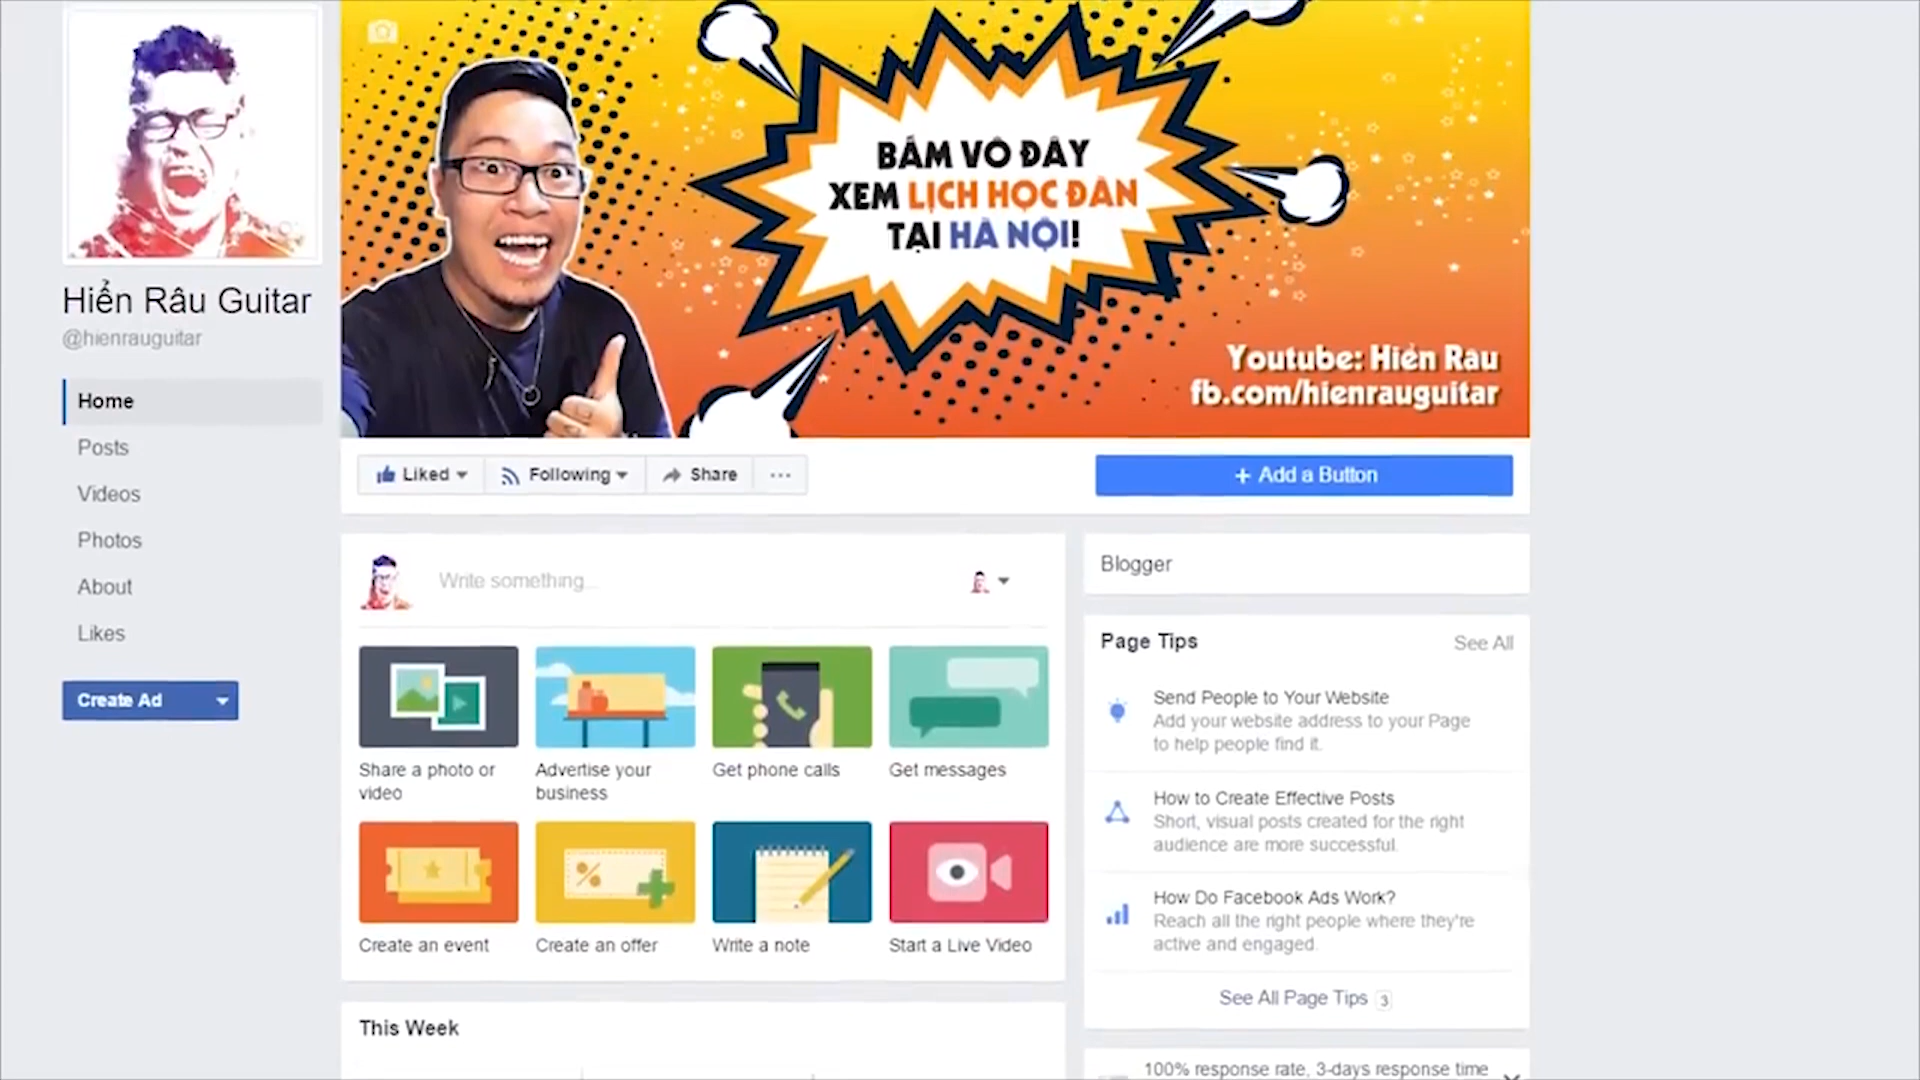 Hiển Râu Guitar
@hienrauguitar
Home
Posts
Videos
Photos
About
Likes
Create Ad
BẤM VÔ ĐÂY
XEM LỊCH HỌC ĐÀN
TẠI HÀ NỘI!
Youtube: Hiển Râu
fb.com/hienrauguitar
Liked
Following
Share
+ Add a Button
Write something...
Share a photo or
video
Advertise your
business
Get phone calls
Get messages
Create an event
Create an offer
Write a note
Start a Live Video
This Week
Blogger
Page Tips
See All
Send People to Your Website
Add your website address to your Page
to help people find it.
How to Create Effective Posts
Short, visual posts created for the right
audience are more successful.
How Do Facebook Ads Work?
Reach all the right people where they're
active and engaged.
See All Page Tips 3
100% response rate, 3-days response time